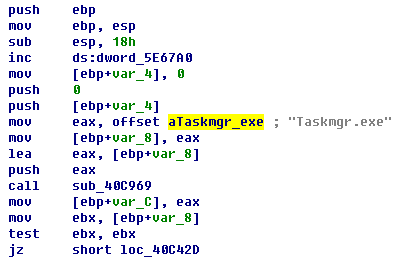 push    ebp
mov     ebp, esp
sub     esp, 18h
inc     ds:dword_5E67A0
mov     [ebp+var_4], 0
push    0
push    [ebp+var_4]
mov     eax, offset aTaskmgr_exe ; "Taskmgr.exe"
mov     [ebp+var_8], eax
lea     eax, [ebp+var_8]
push    eax
call    sub_40C969
mov     [ebp+var_C], eax
mov     ebx, [ebp+var_8]
test    ebx, ebx
jz      short loc_40C42D